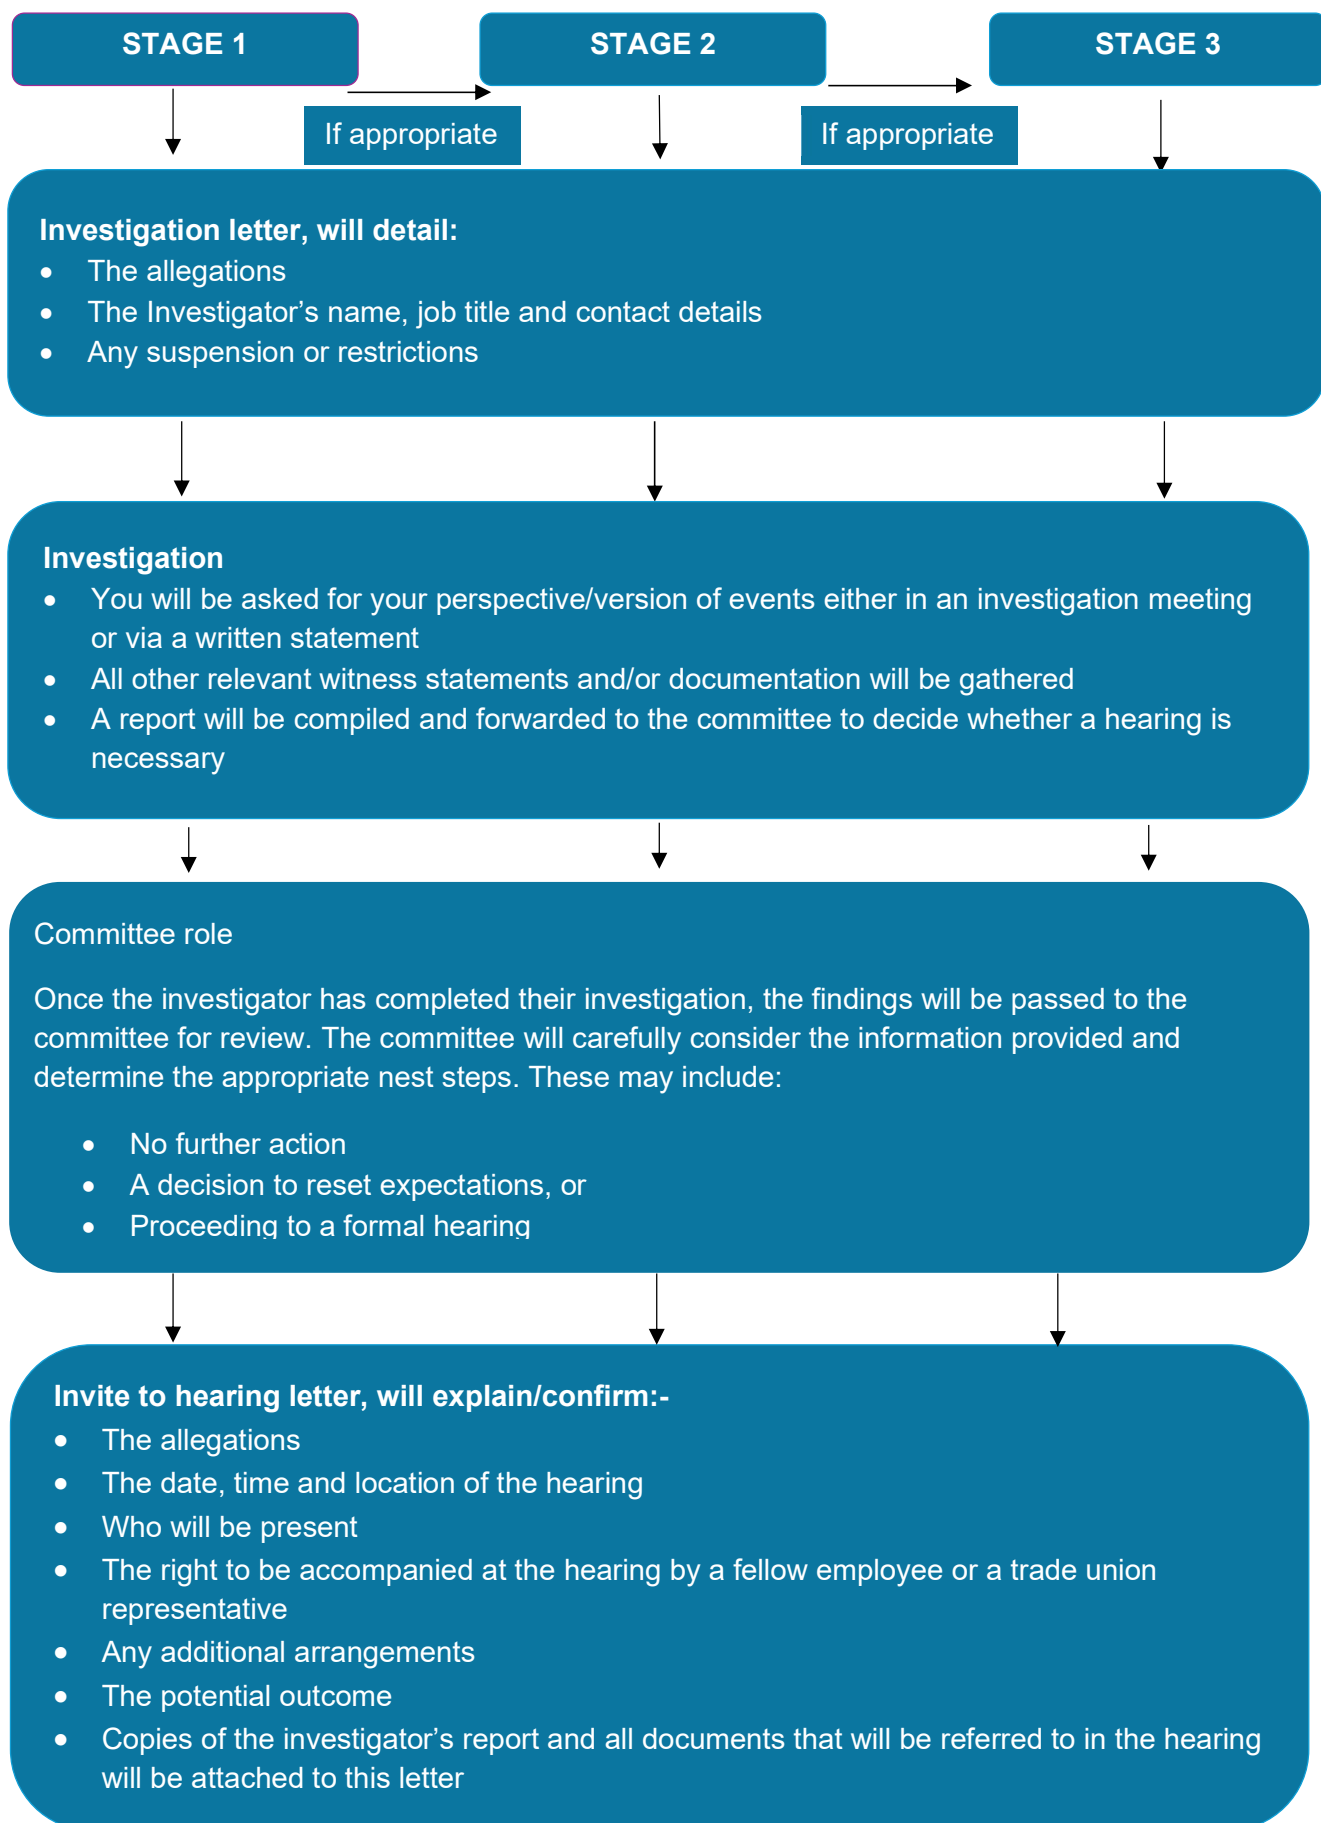 STAGE 1
STAGE 2
STAGE 3
If appropriate
If appropriate
Investigation letter, will detail:
• The allegations
• The Investigator’s name, job title and contact details
• Any suspension or restrictions
Investigation
• You will be asked for your perspective/version of events either in an investigation meeting
or via a written statement
• All other relevant witness statements and/or documentation will be gathered
• A report will be compiled and forwarded to the committee to decide whether a hearing is
necessary
Committee role
Once the investigator has completed their investigation, the findings will be passed to the
committee for review. The committee will carefully consider the information provided and
determine the appropriate nest steps. These may include:
• No further action
• A decision to reset expectations, or
• Proceeding to a formal hearing
Invite to hearing letter, will explain/confirm:-
• The allegations
• The date, time and location of the hearing
• Who will be present
• The right to be accompanied at the hearing by a fellow employee or a trade union
representative
• Any additional arrangements
• The potential outcome
• Copies of the investigator’s report and all documents that will be referred to in the hearing
will be attached to this letter